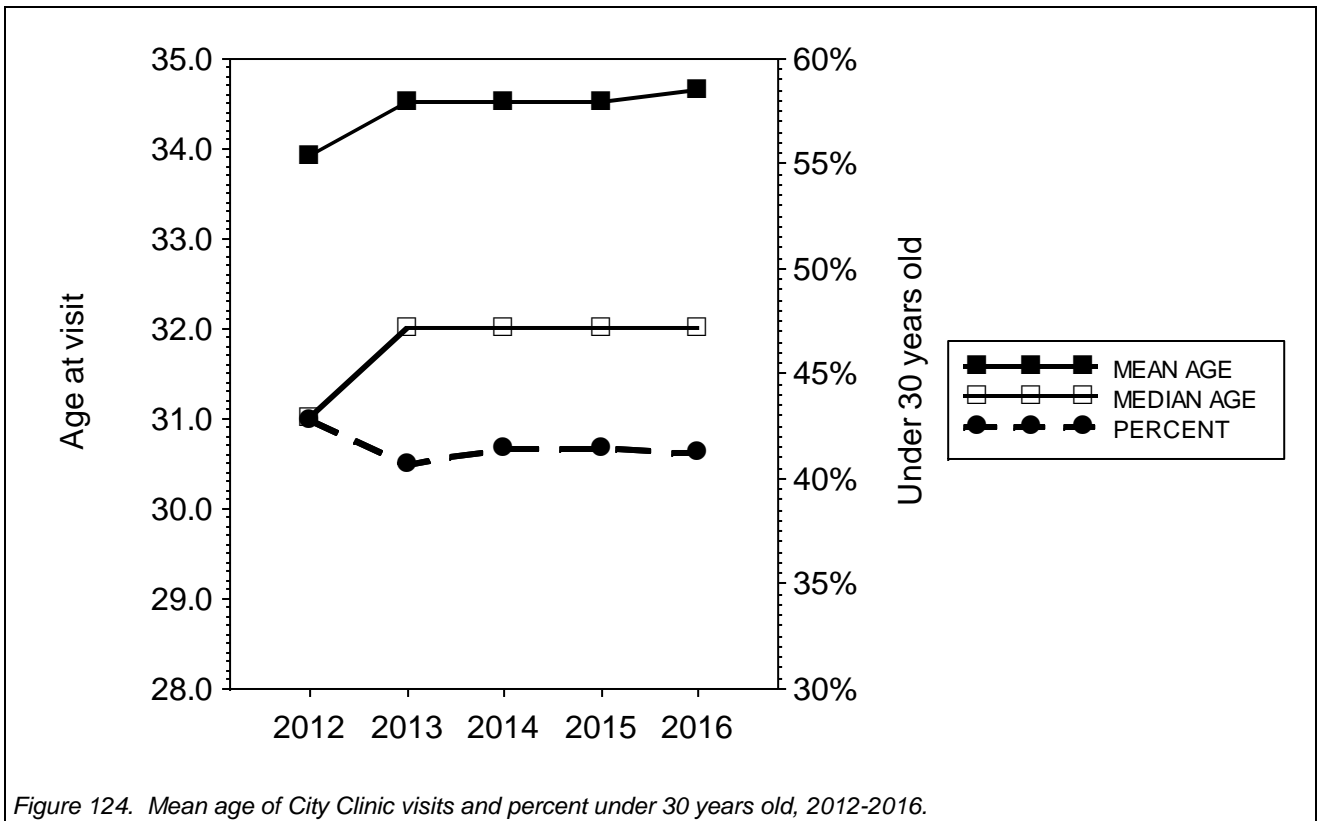 35.0
34.0
33.0
32.0
31.0
30.0
29.0
28.0
Age at visit
60%
55%
50%
45%
40%
35%
30%
Under 30 years old
2012 2013 2014 2015 2016
MEAN AGE
MEDIAN AGE
PERCENT
Figure 124. Mean age of City Clinic visits and percent under 30 years old, 2012-2016.